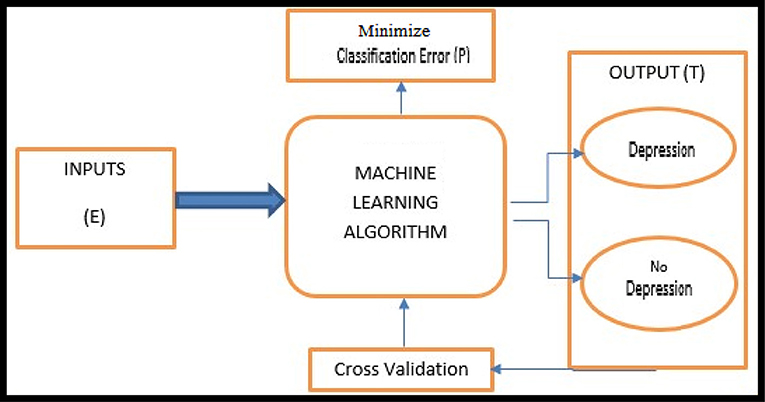 Minimize
Classification Error (P)
INPUTS
(E)
MACHINE
LEARNING
ALGORITHM
OUTPUT (T)
Depression
No
Depression
Cross Validation